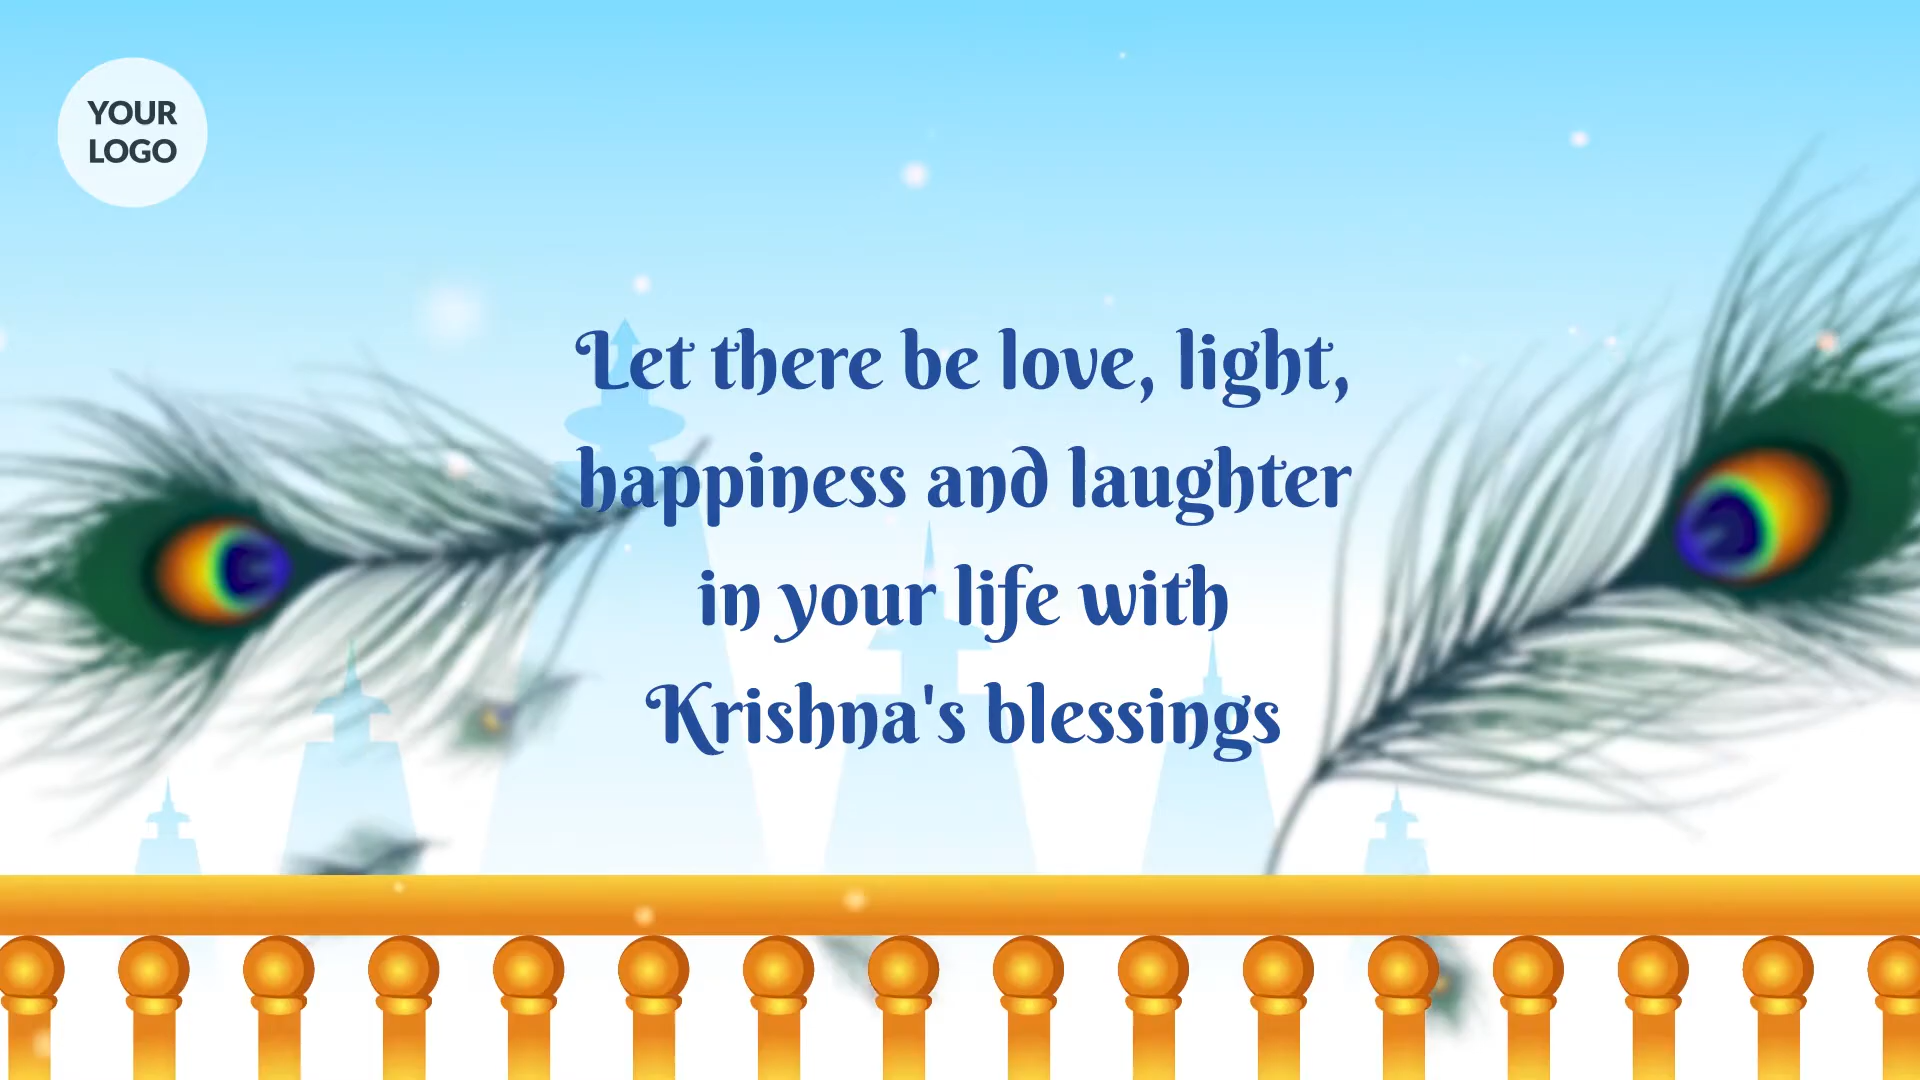 YOUR
LOGO
Let there be love, light,
happiness and laughter
in your life with
Krishna's blessings